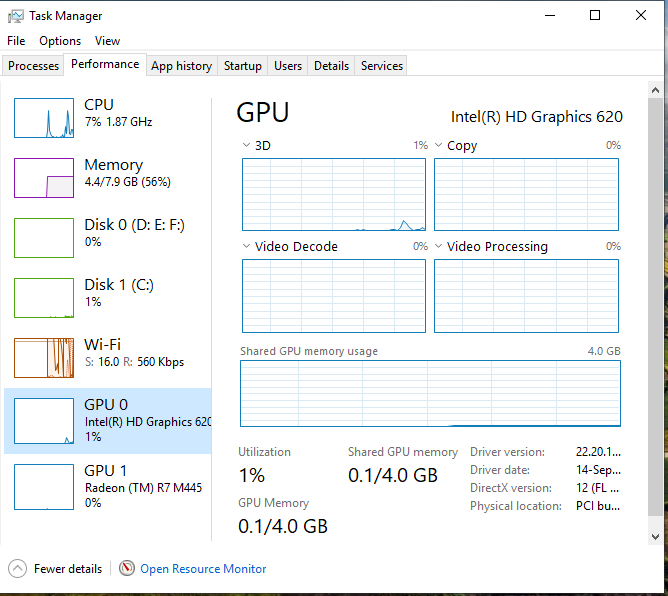 Task Manager
File Options View
Processes Performance App history Startup Users Details Services
CPU
7% 1.87 GHz
Memory
4.4/7.9 GB (56%)
Disk 0 (D: E: F:)
0%
Disk 1 (C:)
1%
Wi-Fi
S: 16.0 R: 560 Kbps
GPU 0
Intel(R) HD Graphics 620
1%
GPU 1
Radeon (TM) R7 M445
0%
GPU
Intel(R) HD Graphics 620
3D 1%
Copy 0%
Video Decode 0%
Video Processing 0%
Shared GPU memory usage 4.0 GB
Utilization
1%
Shared GPU memory
0.1/4.0 GB
GPU Memory
0.1/4.0 GB
Driver version: 22.20.1...
Driver date: 14-Sep...
DirectX version: 12 (FL ...
Physical location: PCI bu...
Fewer details
Open Resource Monitor